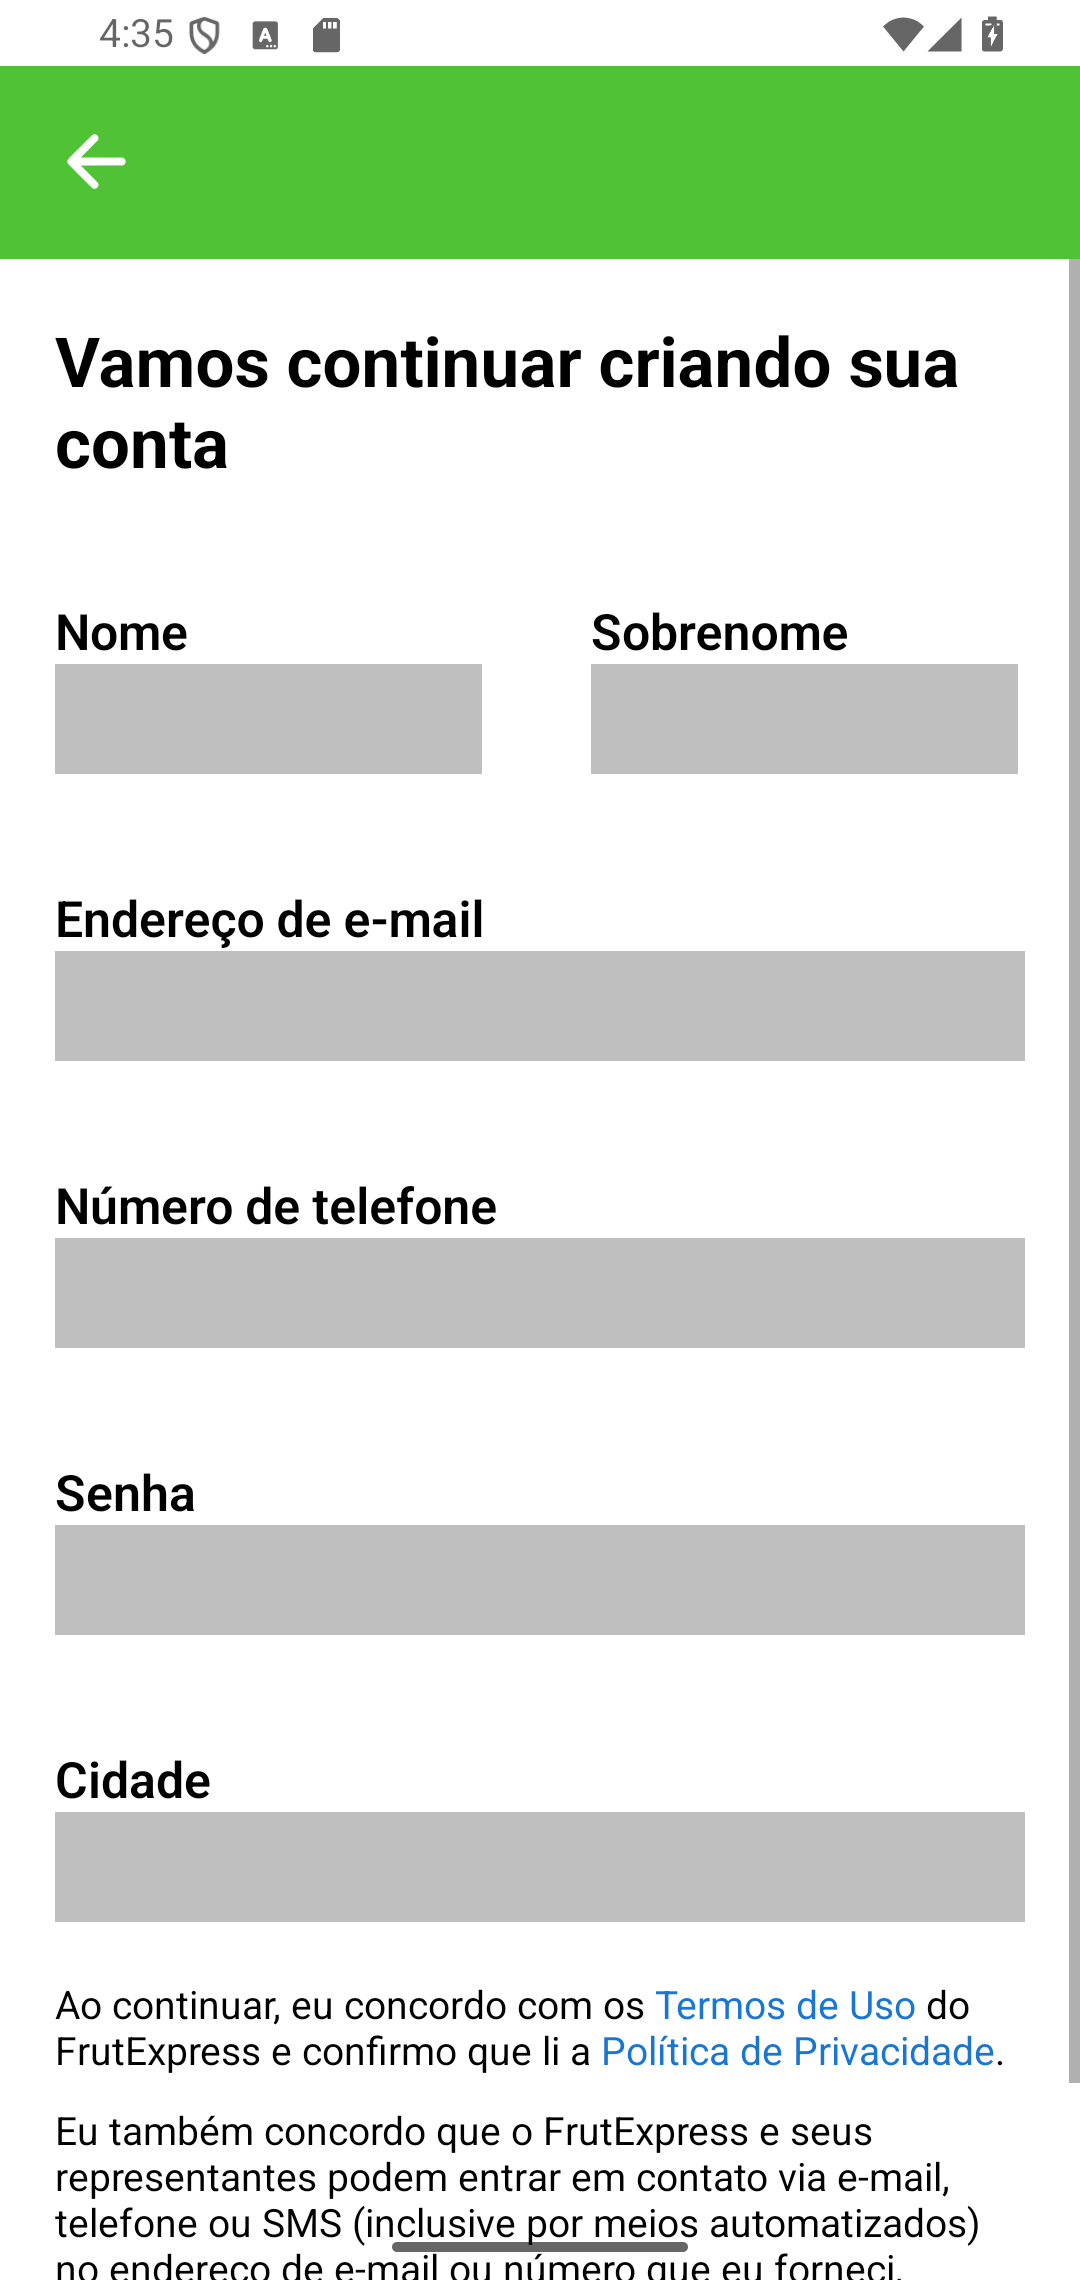 4:35
Vamos continuar criando sua
conta
Nome
Sobrenome
Endereço de e-mail
Número de telefone
Senha
Cidade
Ao continuar, eu concordo com os Termos de Uso do
FrutExpress e confirmo que li a Política de Privacidade.
Eu também concordo que o FrutExpress e seus
representantes podem entrar em contato via e-mail,
telefone ou SMS (inclusive por meios automatizados)
no endereço de e-mail ou número que eu forneci,